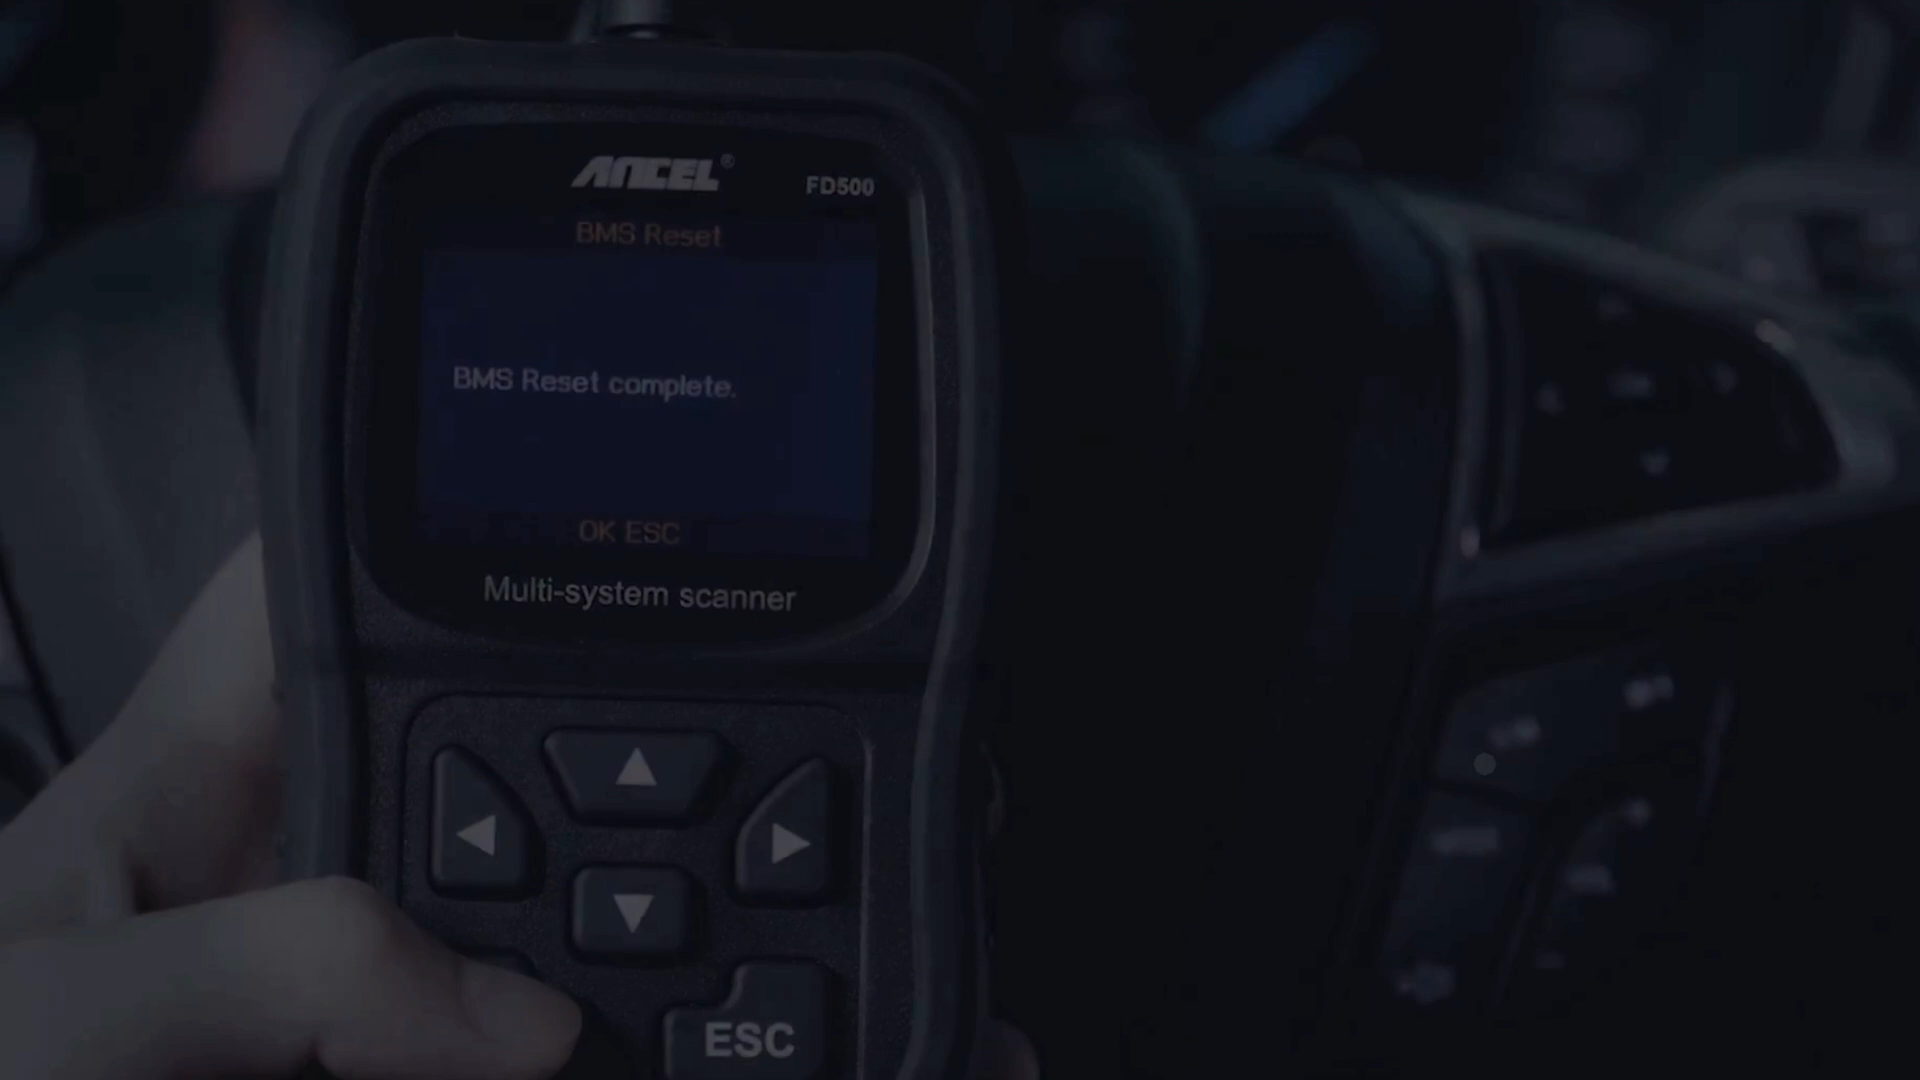 ANCEL®
FD500
BMS Reset
BMS Reset complete.
OK ESC
Multi-system scanner
ESC